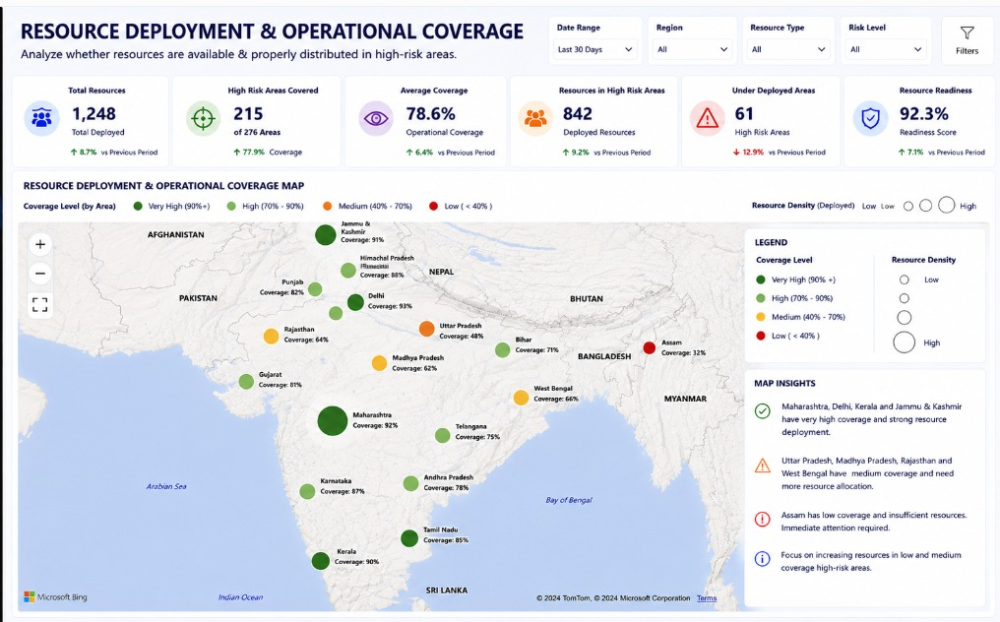 RESOURCE DEPLOYMENT & OPERATIONAL COVERAGE
Analyze whether resources are available & properly distributed in high-risk areas.
Date Range
Last 30 Days
Region
All
Resource Type
All
Risk Level
All
Filters
Total Resources
1,248
Total Deployed
↑ 8.7% vs Previous Period
High Risk Areas Covered
215
of 276 Areas
↑ 77.9% Coverage
Average Coverage
78.6%
Operational Coverage
↑ 6.4% vs Previous Period
Resources in High Risk Areas
842
Deployed Resources
↑ 9.2% vs Previous Period
Under Deployed Areas
61
High Risk Areas
↓ 12.9% vs Previous Period
Resource Readiness
92.3%
Readiness Score
↑ 7.1% vs Previous Period
RESOURCE DEPLOYMENT & OPERATIONAL COVERAGE MAP
Coverage Level (by Area) Very High (90%+) High (70% - 90%) Medium (40% - 70%) Low ( < 40% )
Resource Density (Deployed) Low Low High
AFGHANISTAN
PAKISTAN
NEPAL
BHUTAN
BANGLADESH
MYANMAR
SRI LANKA
Arabian Sea
Bay of Bengal
Indian Ocean
Jammu &
Kashmir
Coverage: 91%
Himachal Pradesh
Coverage: 88%
Punjab
Coverage: 82%
Delhi
Coverage: 93%
Rajasthan
Coverage: 64%
Uttar Pradesh
Coverage: 48%
Bihar
Coverage: 71%
Assam
Coverage: 32%
Madhya Pradesh
Coverage: 62%
Gujarat
Coverage: 81%
West Bengal
Coverage: 66%
Maharashtra
Coverage: 92%
Telangana
Coverage: 75%
Karnataka
Coverage: 87%
Andhra Pradesh
Coverage: 78%
Tamil Nadu
Coverage: 85%
Kerala
Coverage: 90%
Microsoft Bing
© 2024 TomTom, © 2024 Microsoft Corporation Terms
LEGEND
Coverage Level
Very High (90% +)
High (70% - 90%)
Medium (40% - 70%)
Low ( < 40% )
Resource Density
Low
High
MAP INSIGHTS
Maharashtra, Delhi, Kerala and Jammu & Kashmir
have very high coverage and strong resource
deployment.
Uttar Pradesh, Madhya Pradesh, Rajasthan and
West Bengal have medium coverage and need
more resource allocation.
Assam has low coverage and insufficient resources.
Immediate attention required.
Focus on increasing resources in low and medium
coverage high-risk areas.